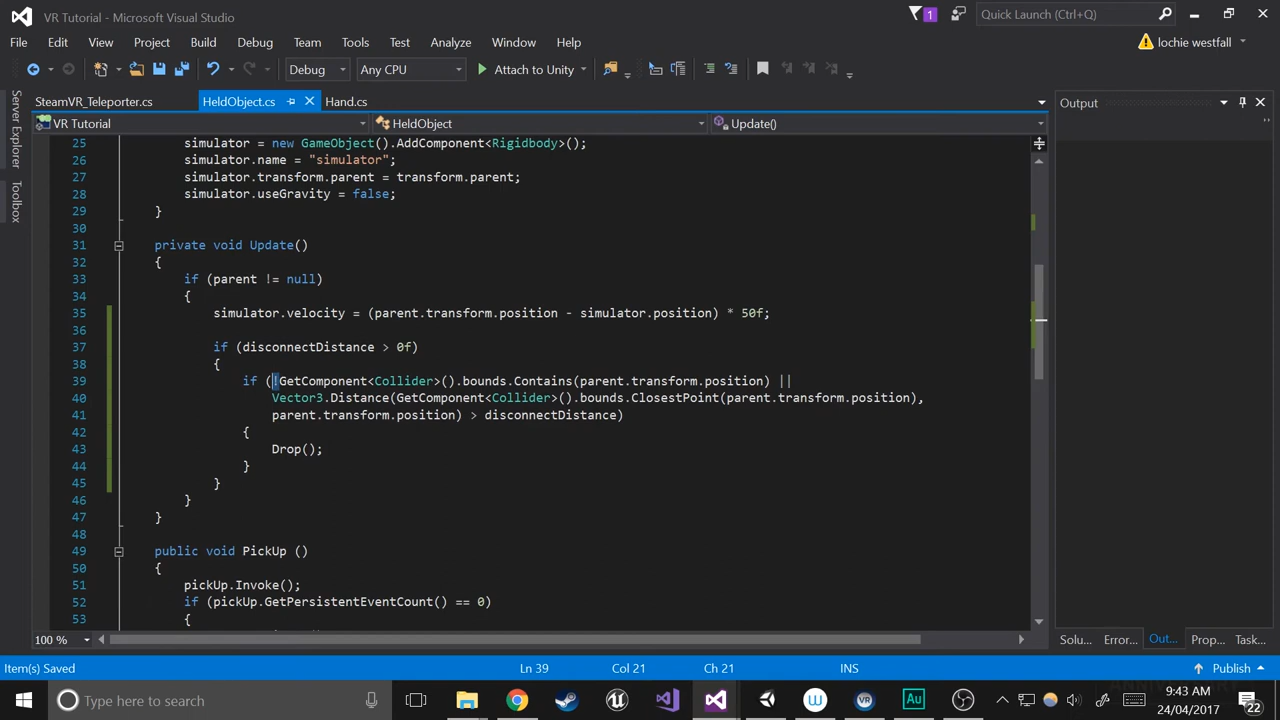 VR Tutorial - Microsoft Visual Studio
1
Quick Launch (Ctrl+Q)
File Edit View Project Build Debug Team Tools Test Analyze Window Help
lochie westfall
Debug Any CPU Attach to Unity
SteamVR_Teleporter.cs HeldObject.cs Hand.cs
Output
VR Tutorial HeldObject Update()
Server Explorer
Toolbox
25 simulator = new GameObject().AddComponent<Rigidbody>();
26 simulator.name = "simulator";
27 simulator.transform.parent = transform.parent;
28 simulator.useGravity = false;
29 }
30
31 private void Update()
32 {
33 if (parent != null)
34 {
35 simulator.velocity = (parent.transform.position - simulator.position) * 50f;
36
37 if (disconnectDistance > 0f)
38 {
39 if (!GetComponent<Collider>().bounds.Contains(parent.transform.position) ||
40 Vector3.Distance(GetComponent<Collider>().bounds.ClosestPoint(parent.transform.position),
41 parent.transform.position) > disconnectDistance)
42 {
43 Drop();
44 }
45 }
46 }
47 }
48
49 public void PickUp ()
50 {
51 pickUp.Invoke();
52 if (pickUp.GetPersistentEventCount() == 0)
53 {
100 %
Solu... Error... Out... Prop... Task...
Item(s) Saved Ln 39 Col 21 Ch 21 INS Publish
Type here to search
9:43 AM
24/04/2017
22